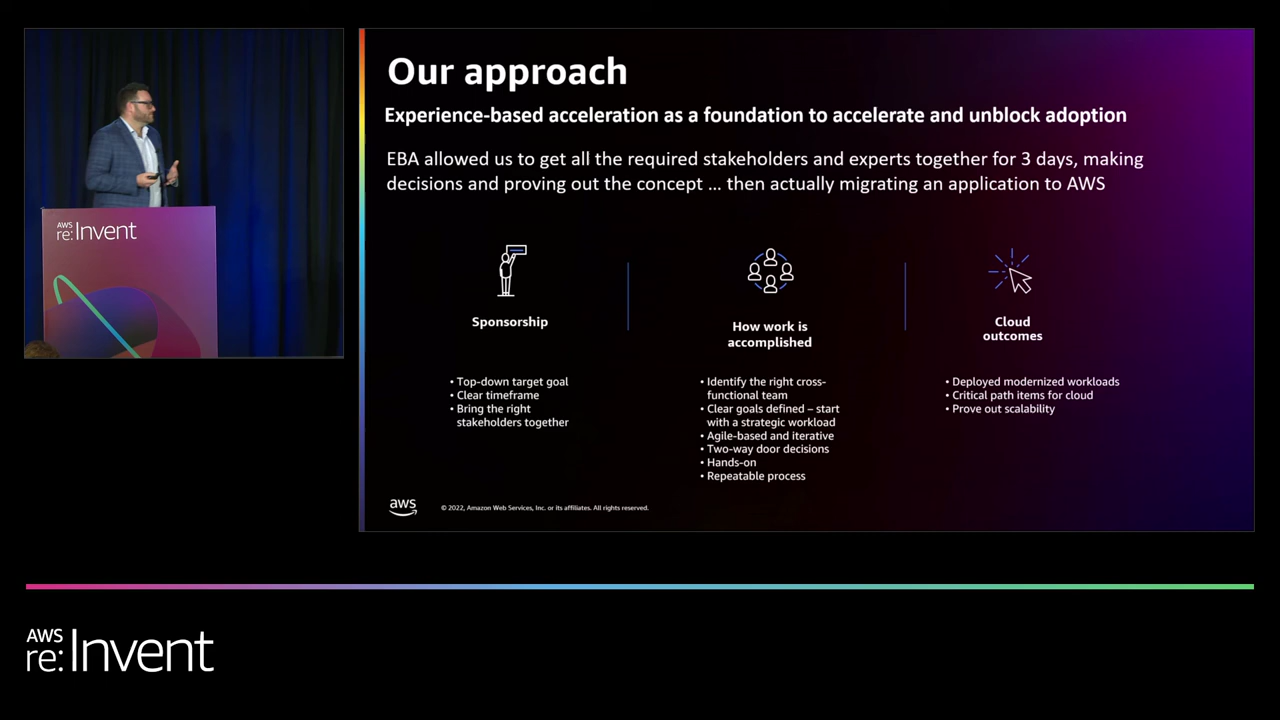 AWS
re:Invent
Our approach
Experience-based acceleration as a foundation to accelerate and unblock adoption
EBA allowed us to get all the required stakeholders and experts together for 3 days, making
decisions and proving out the concept … then actually migrating an application to AWS
Sponsorship
• Top-down target goal
• Clear timeframe
• Bring the right
stakeholders together
How work is
accomplished
• Identify the right cross-
functional team
• Clear goals defined – start
with a strategic workload
• Agile-based and iterative
• Two-way door decisions
• Hands-on
• Repeatable process
Cloud
outcomes
• Deployed modernized workloads
• Critical path items for cloud
• Prove out scalability
aws
© 2022, Amazon Web Services, Inc. or its affiliates. All rights reserved.
AWS
re:Invent